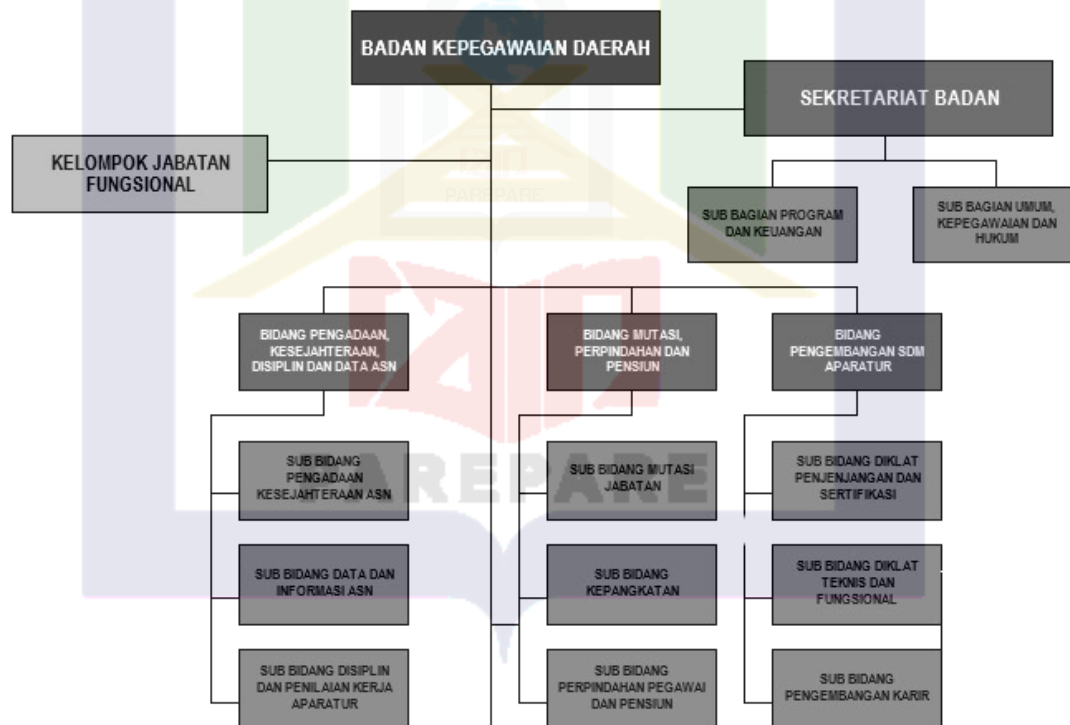 BADAN KEPEGAWAIAN DAERAH
SEKRETARIAT BADAN
KELOMPOK JABATAN
FUNGSIONAL
SUB BAGIAN PROGRAM
DAN KEUANGAN
SUB BAGIAN UMUM,
KEPEGAWAIAN DAN
HUKUM
PAREPARE
BIDANG PENGADAAN,
KESEJAHTERAAN,
DISIPLIN DAN DATA ASN
BIDANG MUTASI,
PERPINDAHAN DAN
PENSIUN
BIDANG
PENGEMBANGAN SDM
APARATUR
SUB BIDANG
PENGADAAN
KESEJAHTERAAN ASN
SUB BIDANG MUTASI
JABATAN
SUB BIDANG DIKLAT
PENJENJANGAN DAN
SERTIFIKASI
PAREPARE
SUB BIDANG DATA DAN
INFORMASI ASN
SUB BIDANG
KEPANGKATAN
SUB BIDANG DIKLAT
TEKNIS DAN
FUNGSIONAL
SUB BIDANG DISIPLIN
DAN PENILAIAN KERJA
APARATUR
SUB BIDANG
PERPINDAHAN PEGAWAI
DAN PENSIUN
SUB BIDANG
PENGEMBANGAN KARIR